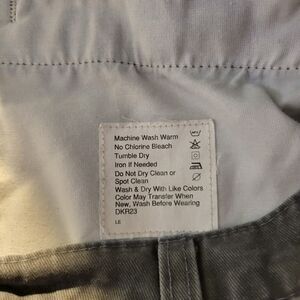 Machine Wash Warm
No Chlorine Bleach
Tumble Dry
Iron If Needed
Do Not Dry Clean or
Spot Clean
Wash & Dry With Like Colors
Color May Transfer When
New, Wash Before Wearing
DKR23